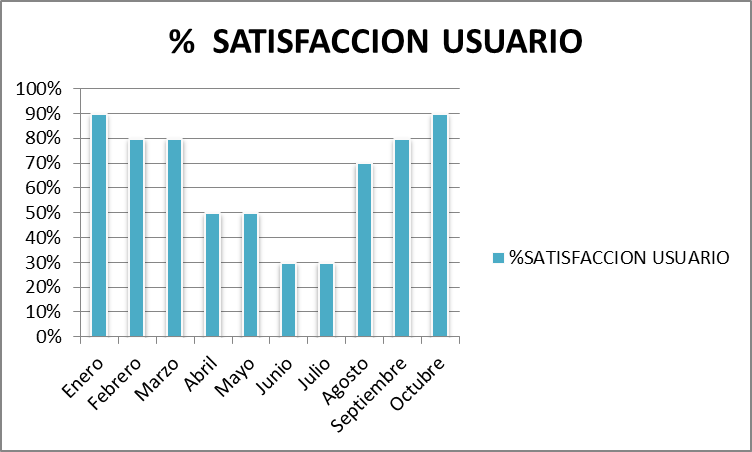 % SATISFACCION USUARIO
100%
90%
80%
70%
60%
50%
40%
30%
20%
10%
0%
Enero
Febrero
Marzo
Abril
Mayo
Junio
Julio
Agosto
Septiembre
Octubre
%SATISFACCION USUARIO